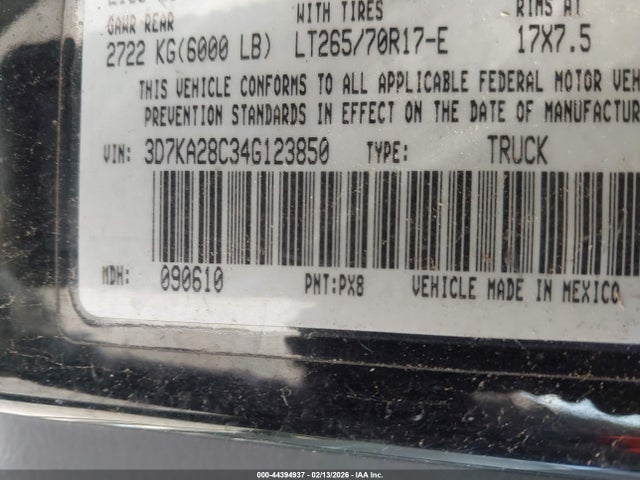 GAWR REAR WITH TIRES RIMS AT
2722 KG(6000 LB) LT265/70R17-E 17X7.5
THIS VEHICLE CONFORMS TO ALL APPLICABLE FEDERAL MOTOR VEH
PREVENTION STANDARDS IN EFFECT ON THE DATE OF MANUFACTUR
VIN: 3D7KA28C34G123850 TYPE: TRUCK
MDH: 090610 PNT:PX8 VEHICLE MADE IN MEXICO
000-44394937 - 02/13/2026 - IAA Inc.